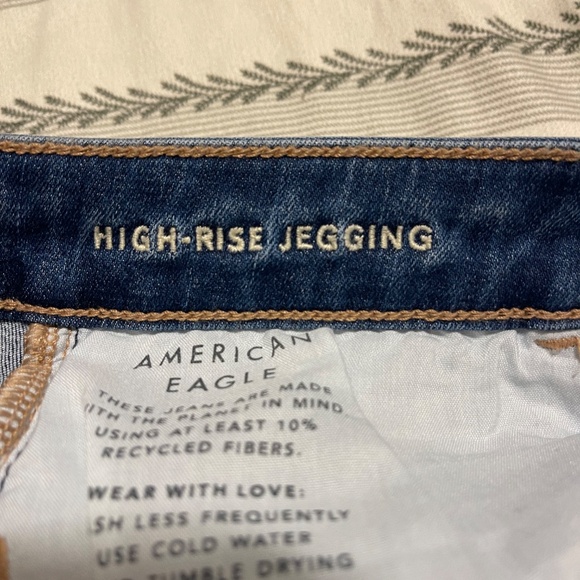 HIGH-RISE JEGGING
AMERICAN
EAGLE
THESE JEANS ARE MADE
WITH THE PLANET IN MIND
USING AT LEAST 10%
RECYCLED FIBERS.
WEAR WITH LOVE:
SH LESS FREQUENTLY
USE COLD WATER
TUMBLE DRYING